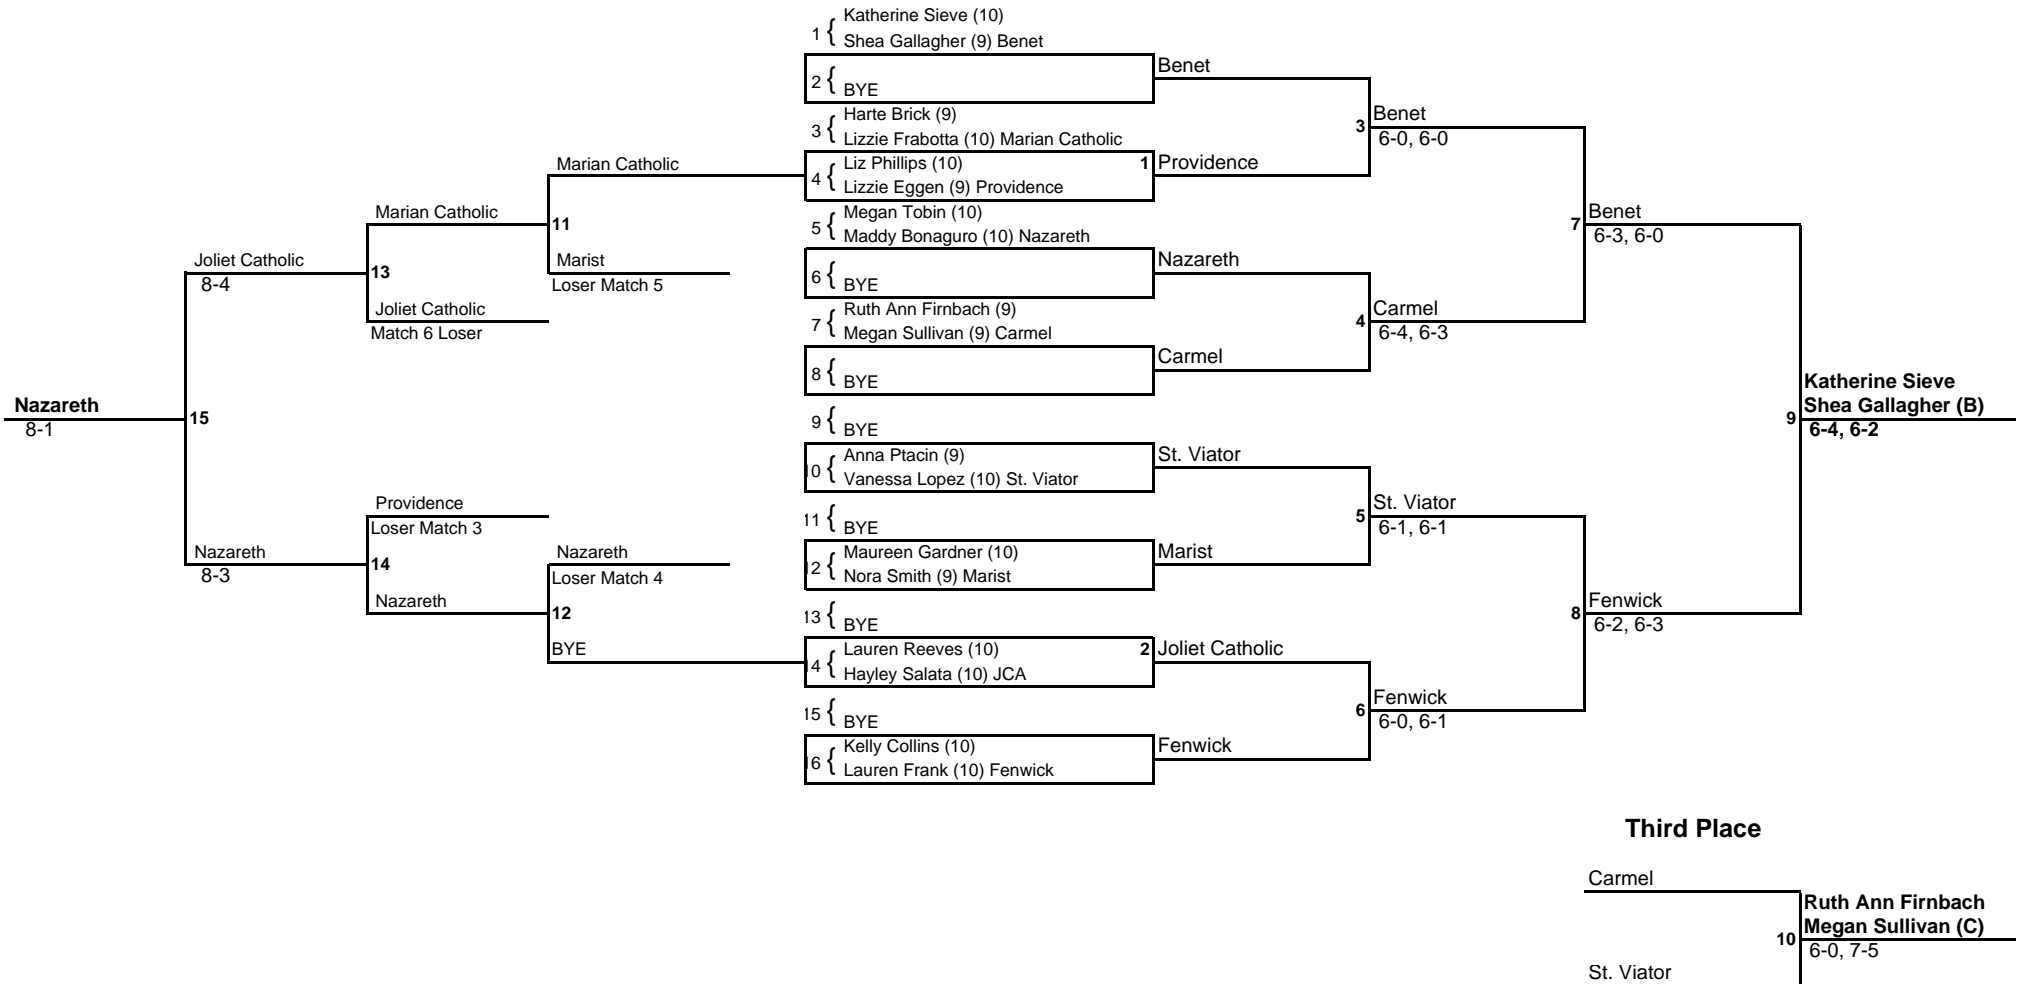 Katherine Sieve (10)
1 {
Shea Gallagher (9) Benet
Benet
2 {
BYE
Harte Brick (9)
Benet
3 {
3
Lizzie Frabotta (10) Marian Catholic
6-0, 6-0
Marian Catholic
Liz Phillips (10)
1 Providence
4 {
Lizzie Eggen (9) Providence
Marian Catholic
Megan Tobin (10)
Benet
11
5 {
7
Maddy Bonaguro (10) Nazareth
6-3, 6-0
Joliet Catholic
Marist
Nazareth
13
8-4
Loser Match 5
6 {
BYE
Joliet Catholic
Ruth Ann Firnbach (9)
Carmel
7 {
4
Match 6 Loser
Megan Sullivan (9) Carmel
6-4, 6-3
Carmel
8 {
BYE
Katherine Sieve
Nazareth
Shea Gallagher (B)
15
9 {
9
8-1
BYE
6-4, 6-2
Anna Ptacin (9)
St. Viator
10 {
Vanessa Lopez (10) St. Viator
Providence
St. Viator
11 {
5
Loser Match 3
BYE
6-1, 6-1
Nazareth
Nazareth
Maureen Gardner (10)
Marist
14
12 {
8-3
Loser Match 4
Nora Smith (9) Marist
Nazareth
Fenwick
12
13 {
8
BYE
6-2, 6-3
BYE
Lauren Reeves (10)
2 Joliet Catholic
14 {
Hayley Salata (10) JCA
Fenwick
15 {
6
BYE
6-0, 6-1
Kelly Collins (10)
Fenwick
16 {
Lauren Frank (10) Fenwick
Third Place
Carmel
Ruth Ann Firnbach
Megan Sullivan (C)
10
6-0, 7-5
St. Viator